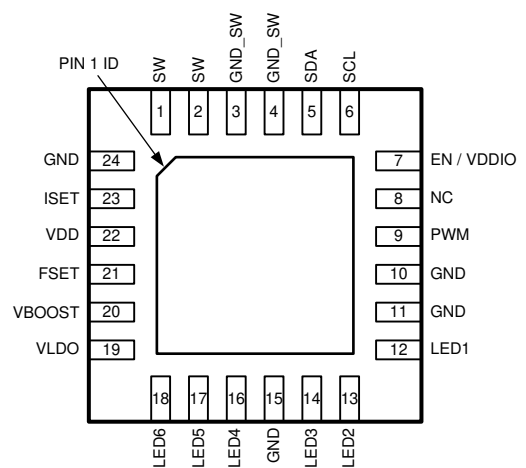 PIN 1 ID
SW
SW
GND_SW
GND_SW
SDA
SCL
1
2
3
4
5
6
GND 24
ISET 23
VDD 22
FSET 21
VBOOST 20
VLDO 19
7 EN / VDDIO
8 NC
9 PWM
10 GND
11 GND
12 LED1
18
17
16
15
14
13
LED6
LED5
LED4
GND
LED3
LED2